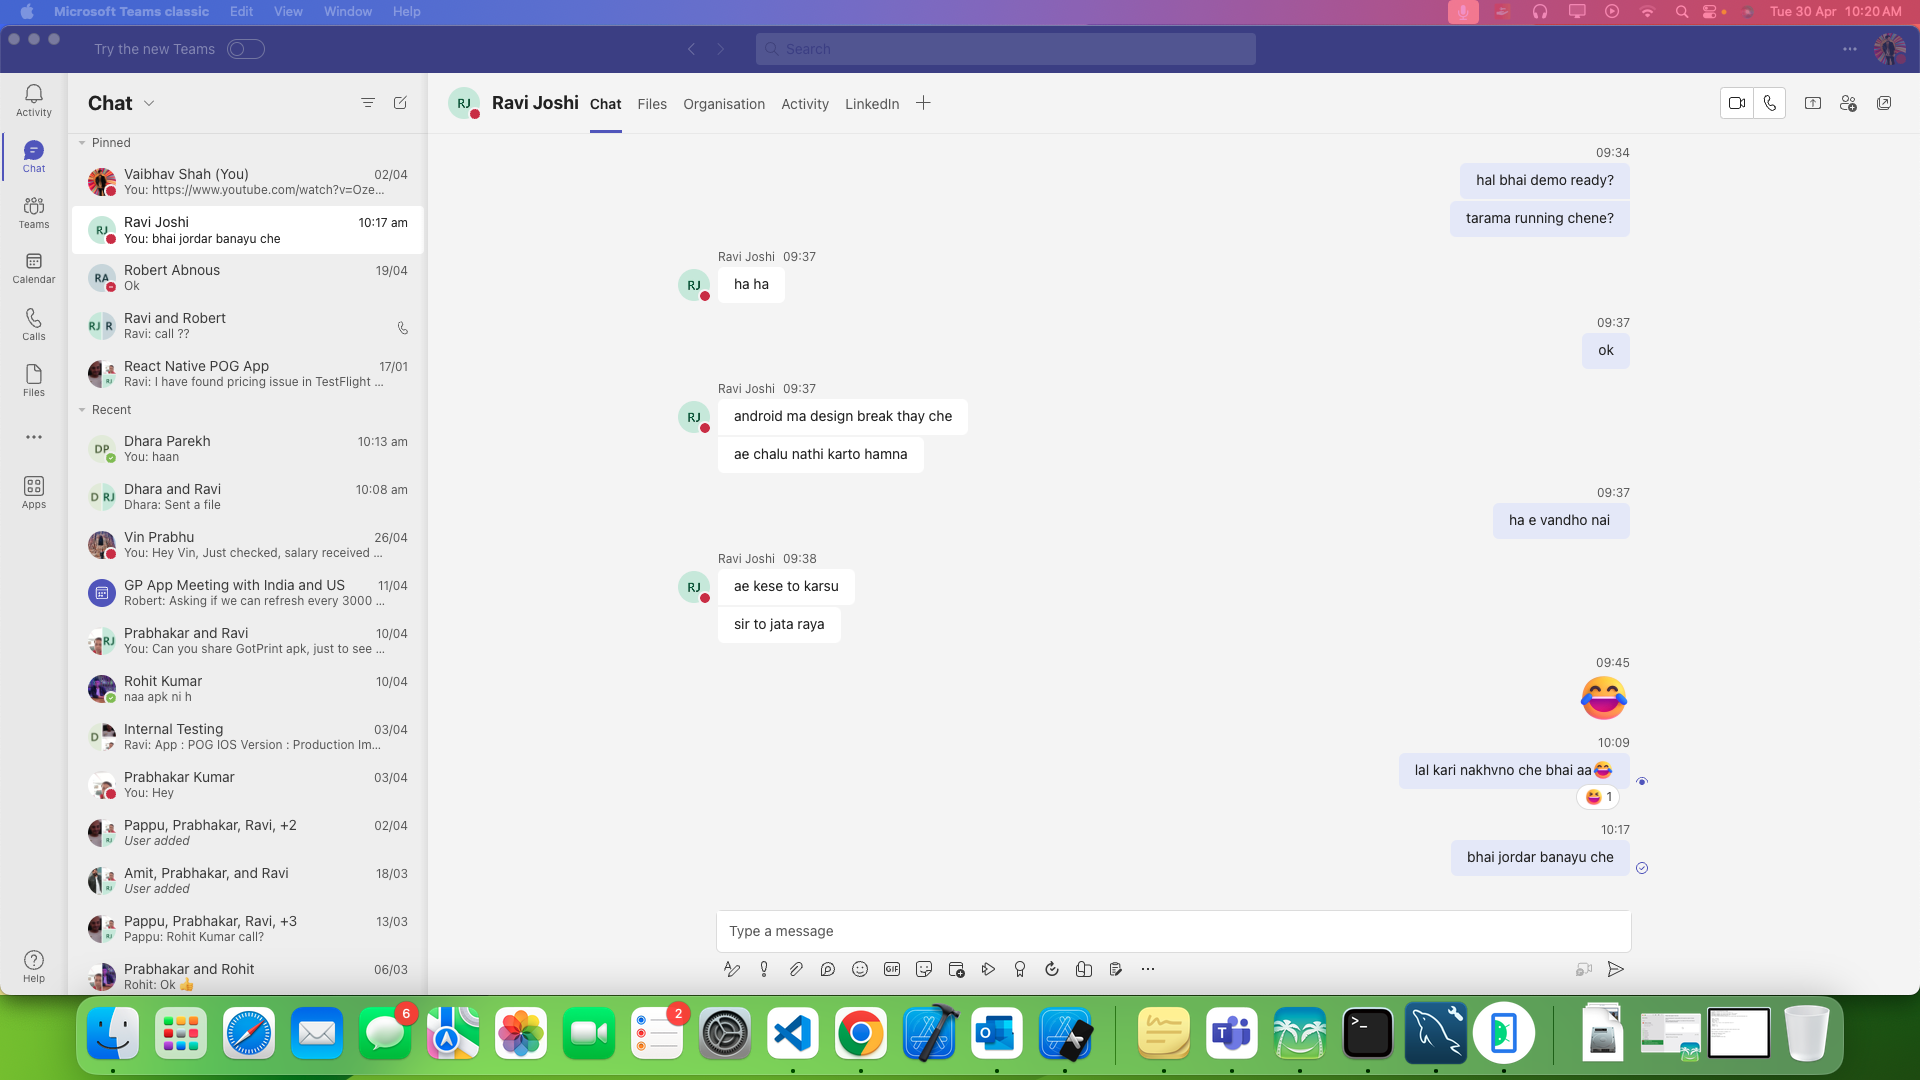 Microsoft Teams classic Edit View Window Help Tue 30 Apr 10:20 AM
Try the new Teams
Search
Activity
Chat
Teams
Calendar
Calls
Files
Apps
Help
Chat
Pinned
Vaibhav Shah (You) 02/04
You: https://www.youtube.com/watch?v=Oze...
RJ
Ravi Joshi 10:17 am
You: bhai jordar banayu che
RA
Robert Abnous 19/04
Ok
RJ R
Ravi and Robert
Ravi: call ??
React Native POG App 17/01
Ravi: I have found pricing issue in TestFlight ...
Recent
DP
Dhara Parekh 10:13 am
You: haan
D RJ
Dhara and Ravi 10:08 am
Dhara: Sent a file
Vin Prabhu 26/04
You: Hey Vin, Just checked, salary received ...
GP App Meeting with India and US 11/04
Robert: Asking if we can refresh every 3000 ...
RJ
Prabhakar and Ravi 10/04
You: Can you share GotPrint apk, just to see ...
Rohit Kumar 10/04
naa apk ni h
D
Internal Testing 03/04
Ravi: App : POG IOS Version : Production Im...
Prabhakar Kumar 03/04
You: Hey
Pappu, Prabhakar, Ravi, +2 02/04
User added
Amit, Prabhakar, and Ravi 18/03
User added
Pappu, Prabhakar, Ravi, +3 13/03
Pappu: Rohit Kumar call?
Prabhakar and Rohit 06/03
Rohit: Ok 👍
RJ Ravi Joshi Chat Files Organisation Activity LinkedIn
09:34
hal bhai demo ready?
tarama running chene?
Ravi Joshi 09:37
RJ
ha ha
09:37
ok
Ravi Joshi 09:37
RJ
android ma design break thay che
ae chalu nathi karto hamna
09:37
ha e vandho nai
Ravi Joshi 09:38
RJ
ae kese to karsu
sir to jata raya
09:45
😂
10:09
lal kari nakhvno che bhai aa😂
😆 1
10:17
bhai jordar banayu che
Type a message
GIF
6
2